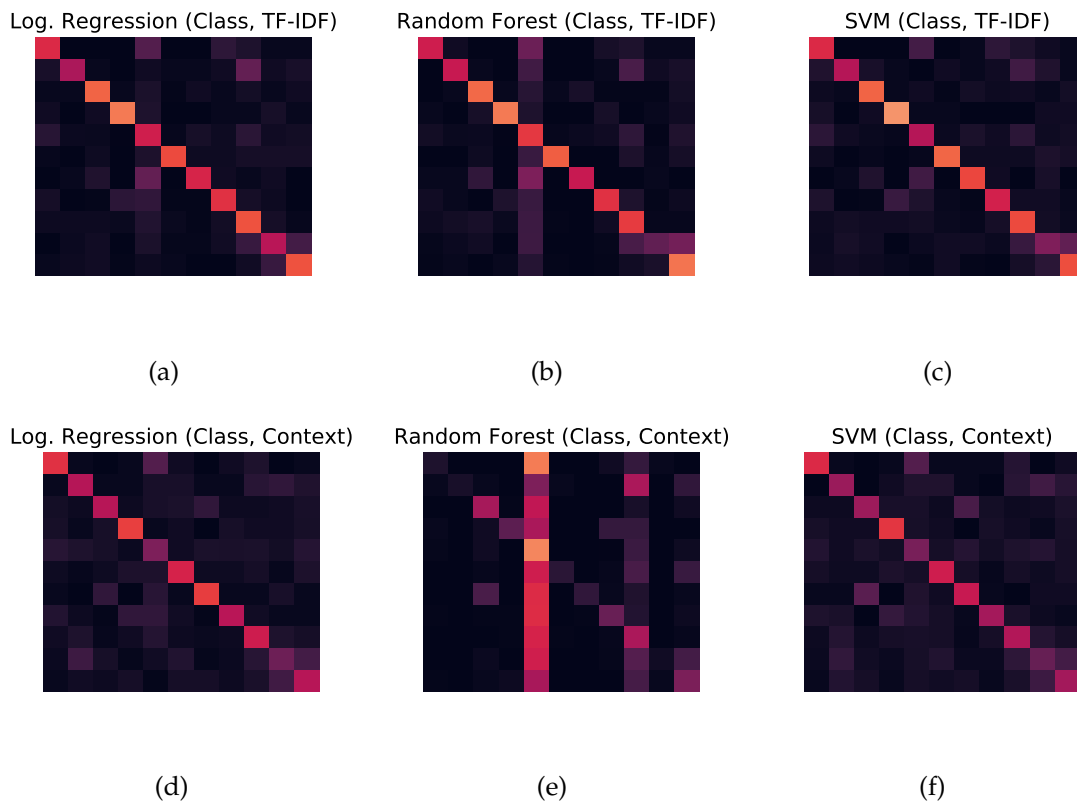 Log. Regression (Class, TF-IDF)
Random Forest (Class, TF-IDF)
SVM (Class, TF-IDF)
(a)
(b)
(c)
Log. Regression (Class, Context)
Random Forest (Class, Context)
SVM (Class, Context)
(d)
(e)
(f)